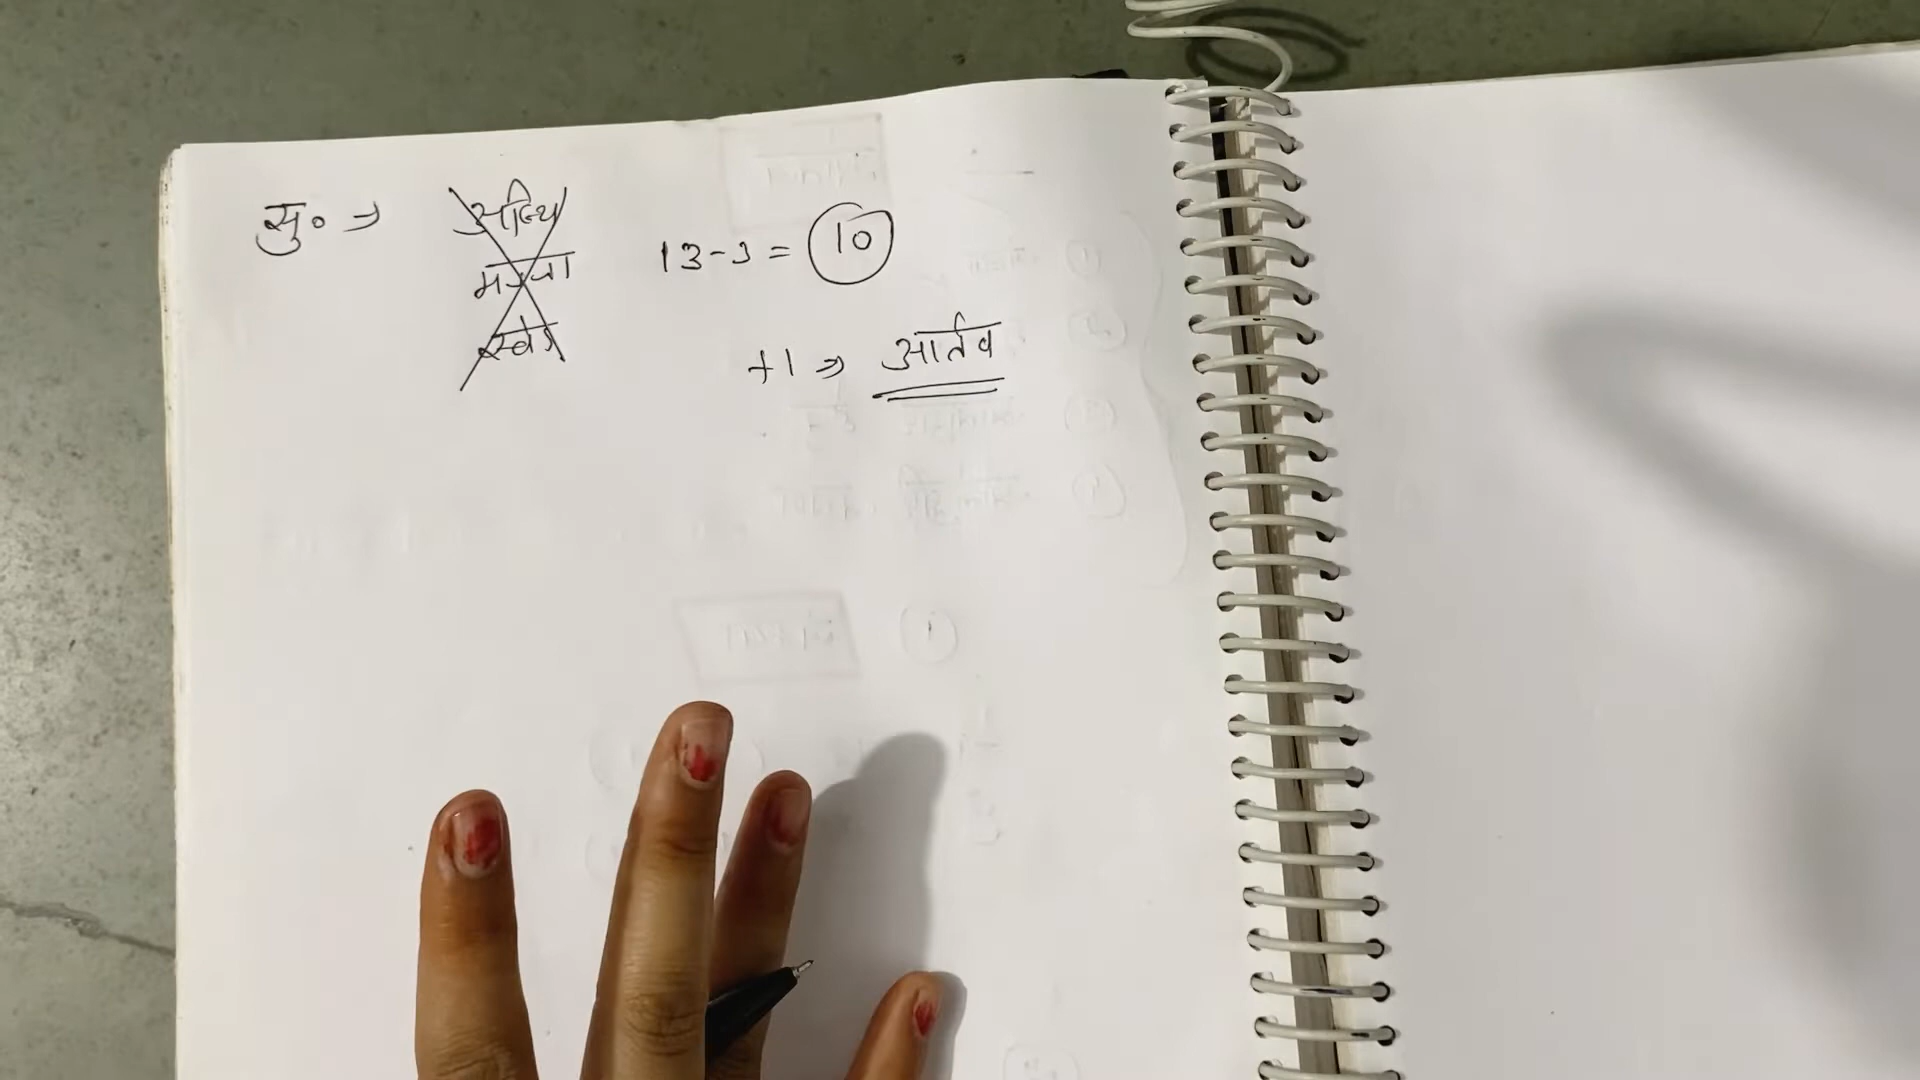 सु० ⇒
अस्थि
मज्जा
स्वेद
13-3 = 10
+1 ⇒ आर्तव